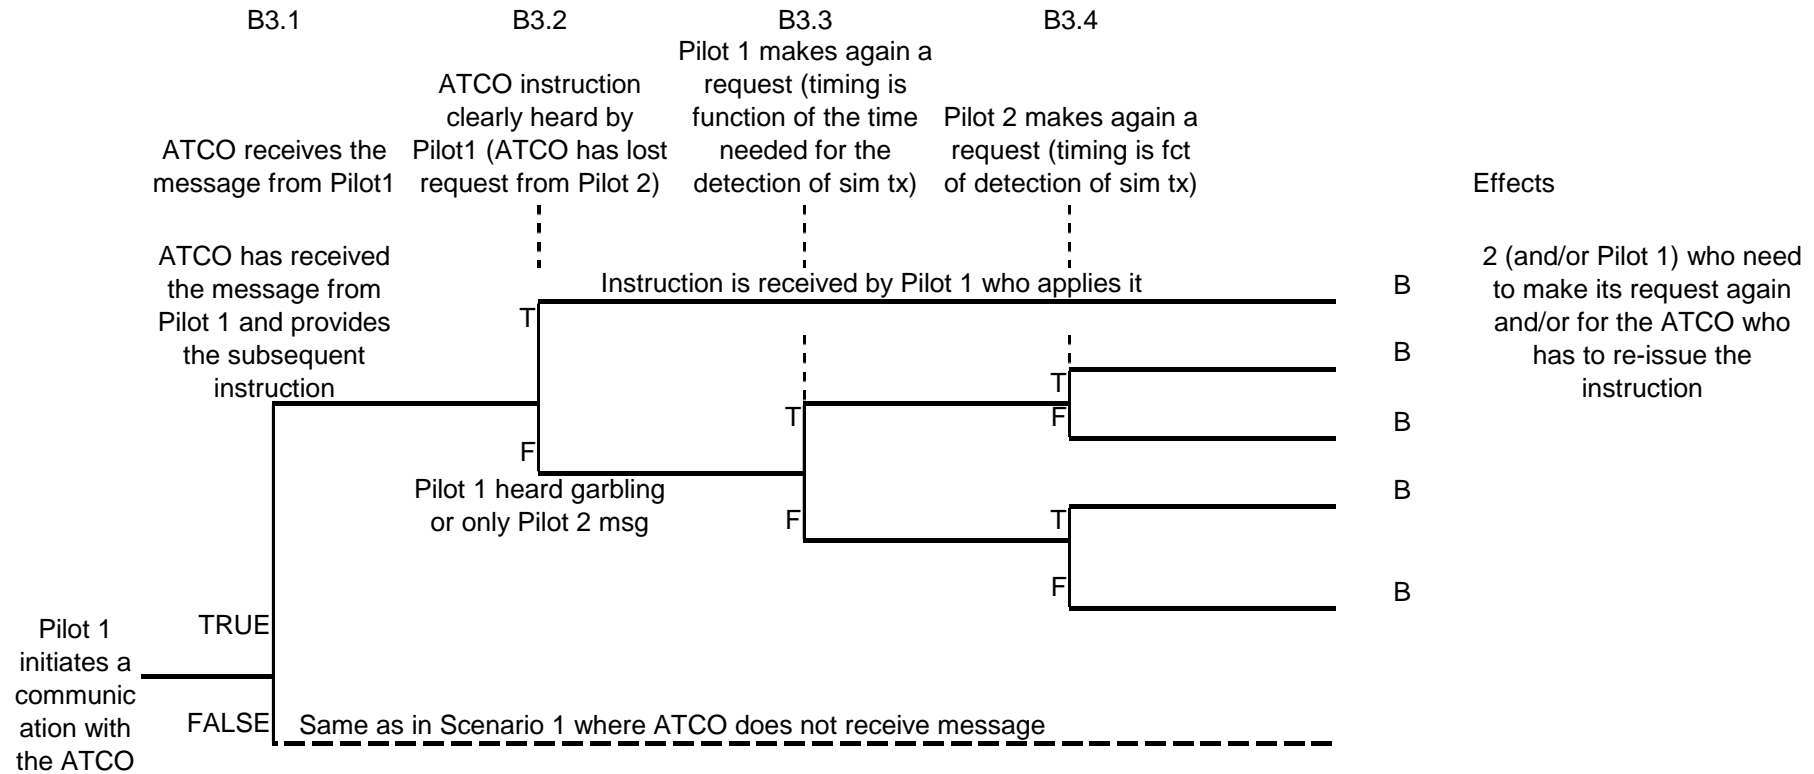 B3.1
B3.2
B3.3
B3.4
ATCO receives the
message from Pilot1
ATCO instruction
clearly heard by
Pilot1 (ATCO has lost
request from Pilot 2)
Pilot 1 makes again a
request (timing is
function of the time
needed for the
detection of sim tx)
Pilot 2 makes again a
request (timing is fct
of detection of sim tx)
Effects
ATCO has received
the message from
Pilot 1 and provides
the subsequent
instruction
Instruction is received by Pilot 1 who applies it
B
2 (and/or Pilot 1) who need
to make its request again
and/or for the ATCO who
has to re-issue the
instruction
T
B
T
T
F
B
F
Pilot 1 heard garbling
or only Pilot 2 msg
B
F
T
F
B
TRUE
Pilot 1
initiates a
communic
ation with
the ATCO
FALSE
Same as in Scenario 1 where ATCO does not receive message